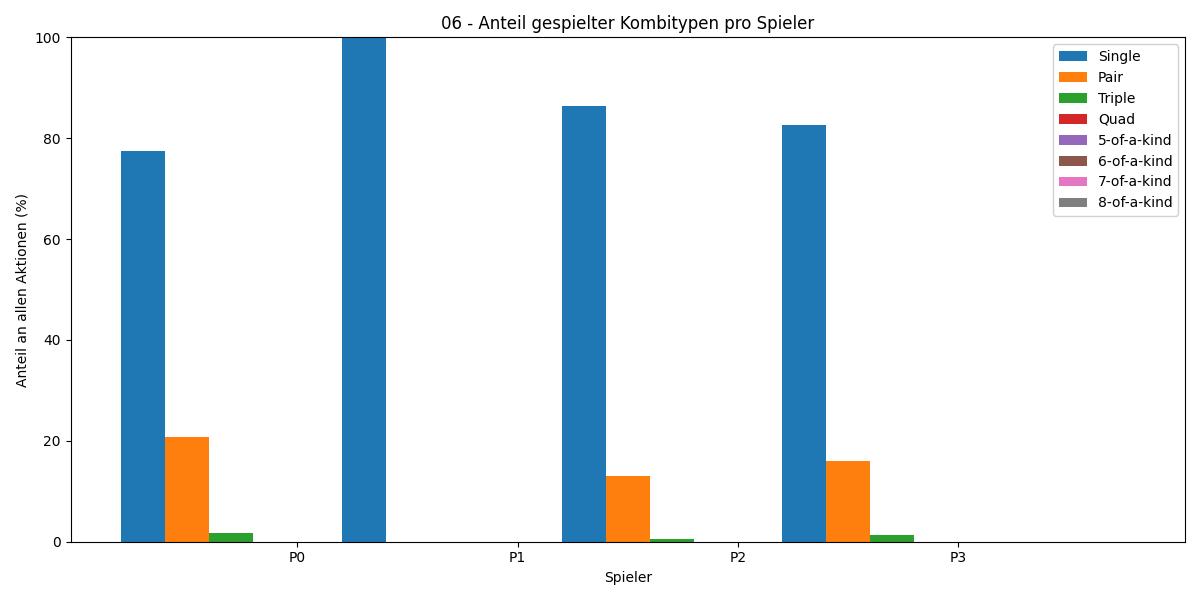 06 - Anteil gespielter Kombitypen pro Spieler
100
80
60
40
20
0
Anteil an allen Aktionen (%)
Single
Pair
Triple
Quad
5-of-a-kind
6-of-a-kind
7-of-a-kind
8-of-a-kind
P0 P1 P2 P3
Spieler